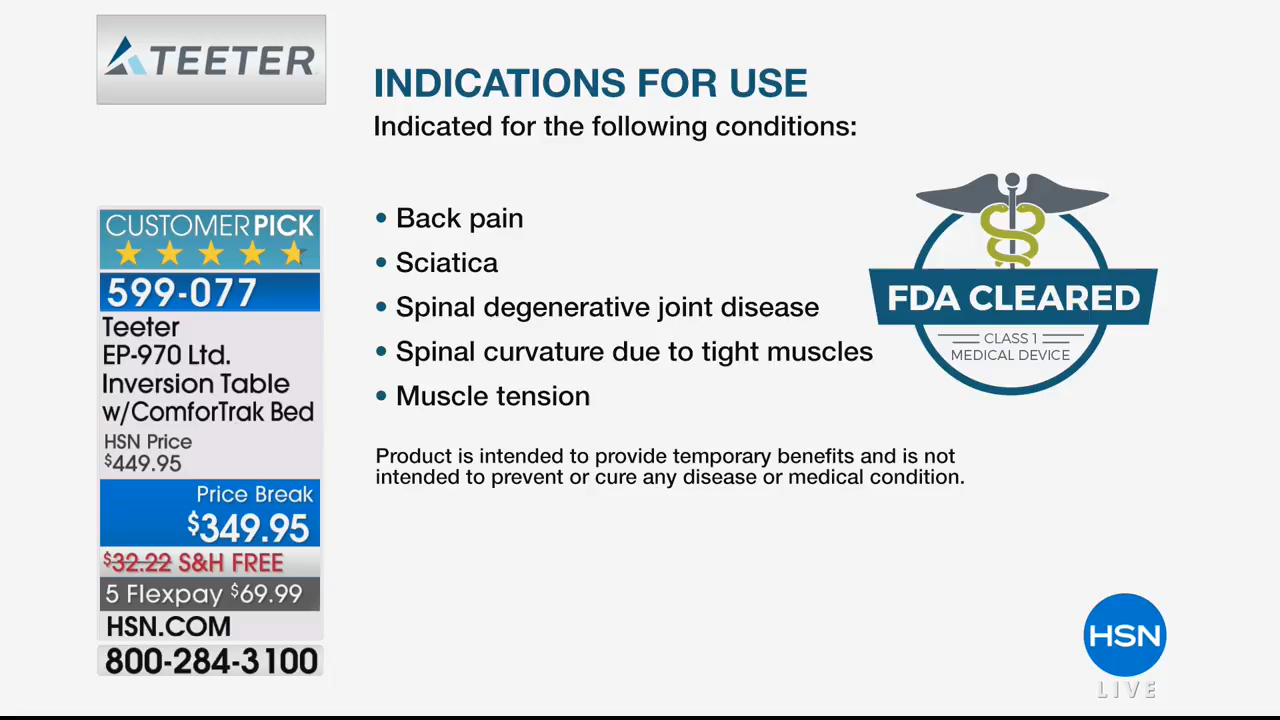 TEETER
INDICATIONS FOR USE
Indicated for the following conditions:
• Back pain
• Sciatica
• Spinal degenerative joint disease
• Spinal curvature due to tight muscles
• Muscle tension
Product is intended to provide temporary benefits and is not
intended to prevent or cure any disease or medical condition.
FDA CLEARED
CLASS 1
MEDICAL DEVICE
CUSTOMER PICK
599-077
Teeter
EP-970 Ltd.
Inversion Table
w/ComforTrak Bed
HSN Price
$449.95
Price Break
$349.95
$32.22 S&H FREE
5 Flexpay $69.99
HSN.COM
800-284-3100
HSN
LIVE